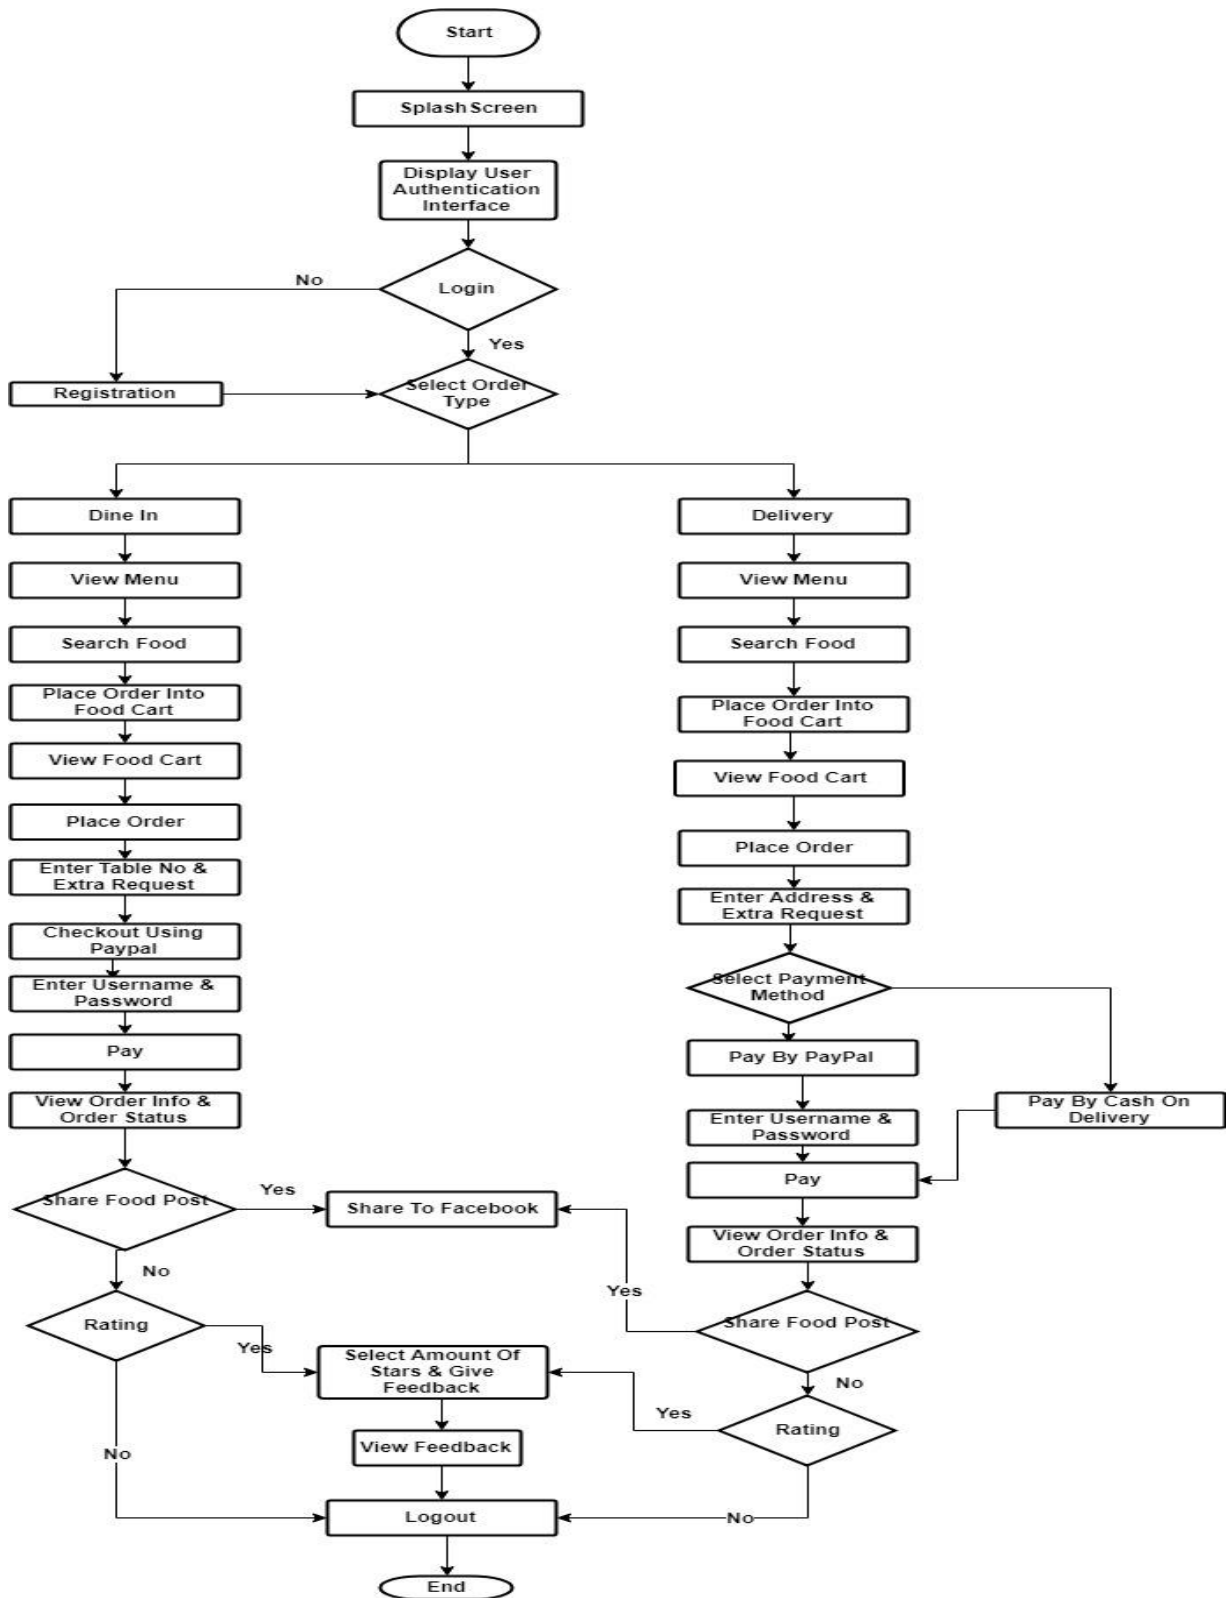 Start
Splash Screen
Display User
Authentication
Interface
Login
No
Yes
Registration
Select Order
Type
Dine In
View Menu
Search Food
Place Order Into
Food Cart
View Food Cart
Place Order
Enter Table No &
Extra Request
Checkout Using
Paypal
Enter Username &
Password
Pay
View Order Info &
Order Status
Share Food Post
Yes
Share To Facebook
No
Rating
Yes
No
Delivery
View Menu
Search Food
Place Order Into
Food Cart
View Food Cart
Place Order
Enter Address &
Extra Request
Select Payment
Method
Pay By PayPal
Pay By Cash On
Delivery
Enter Username &
Password
Pay
View Order Info &
Order Status
Share Food Post
Yes
No
Rating
Yes
No
Select Amount Of
Stars & Give
Feedback
View Feedback
Logout
End